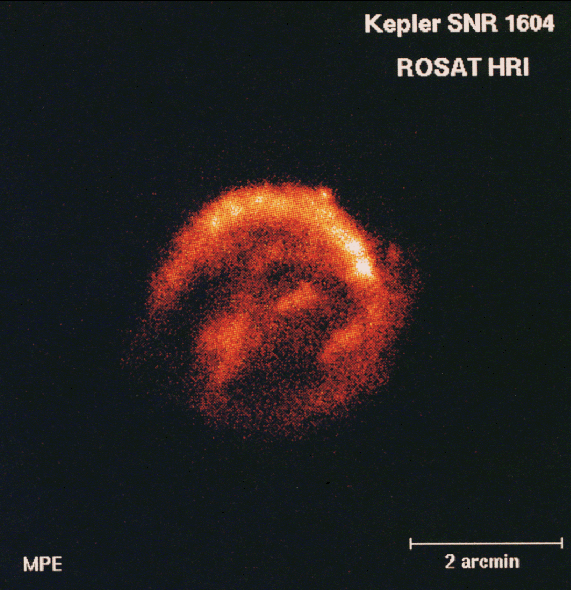 Kepler SNR 1604
ROSAT HRI
MPE
2 arcmin